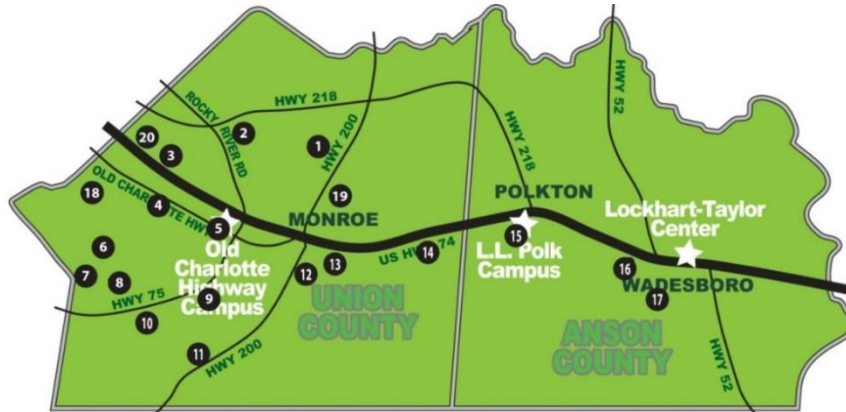 HWY 218
ROCKY RIVER RD
HWY 200
HWY 52
20
2
1
3
HWY 218
OLD CHARLOTTE HWY
18
4
19
5
MONROE
POLKTON
Lockhart-Taylor
Center
Old
Charlotte
Highway
Campus
6
7
8
HWY 75
9
10
11
HWY 200
12
13
US HWY 74
14
15
L.L. Polk
Campus
16
WADESBORO
17
UNION
COUNTY
ANSON
COUNTY
HWY 52